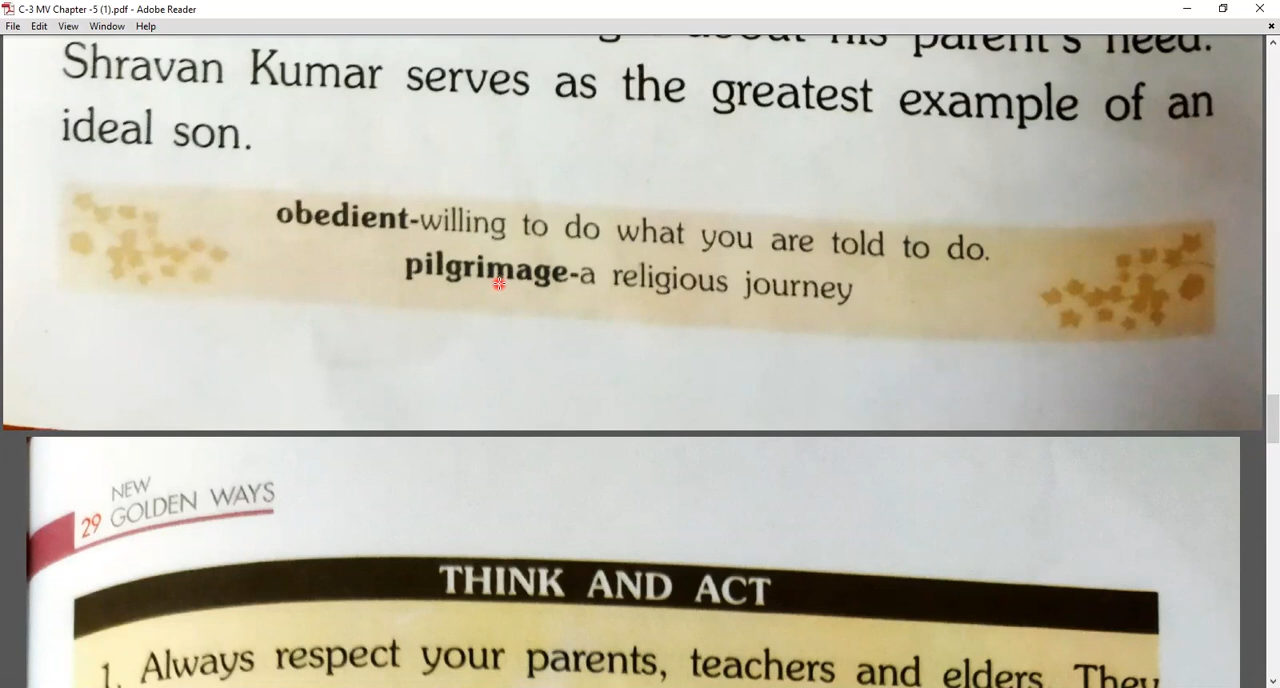 C-3 MV Chapter -5 (1).pdf - Adobe Reader
File Edit View Window Help
parent's need.
Shravan Kumar serves as the greatest example of an
ideal son.
obedient-willing to do what you are told to do.
pilgrimage-a religious journey
NEW
29 GOLDEN WAYS
THINK AND ACT
1. Always respect your parents, teachers and elders. They